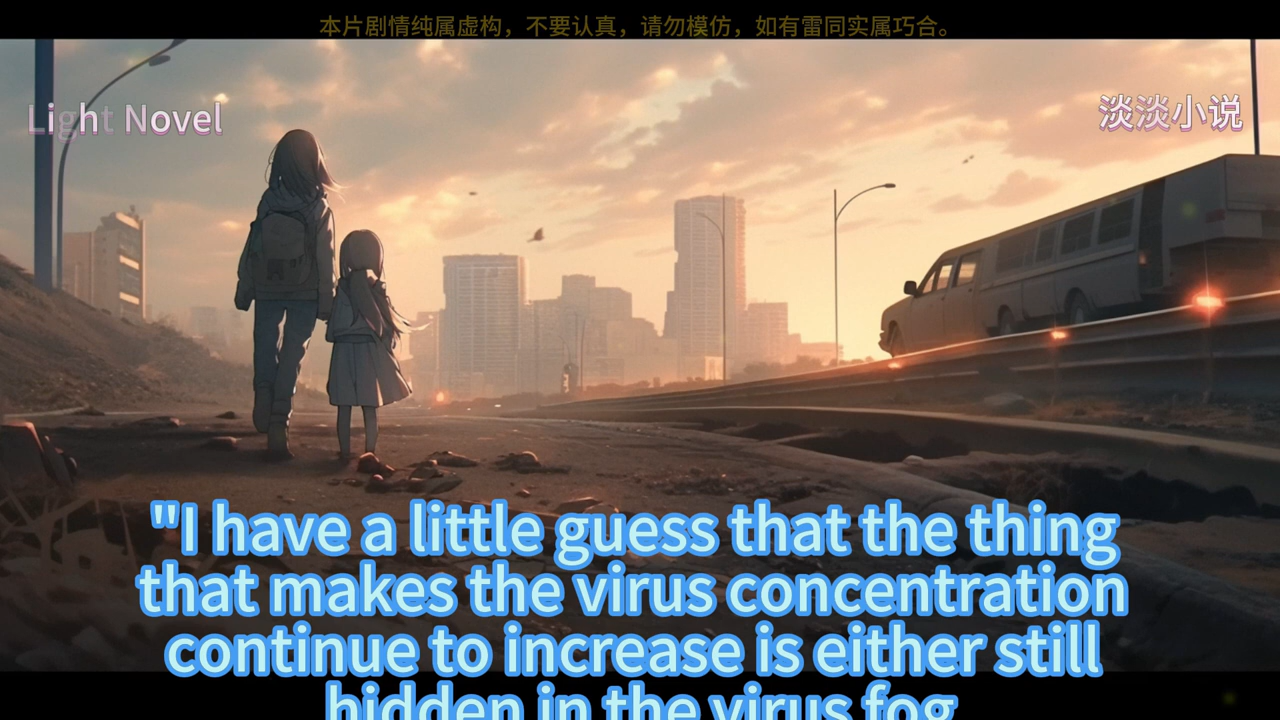 本片剧情纯属虚构，不要认真，请勿模仿，如有雷同实属巧合。
Light Novel
淡淡小说
"I have a little guess that the thing
that makes the virus concentration
continue to increase is either still
hidden in the virus fog